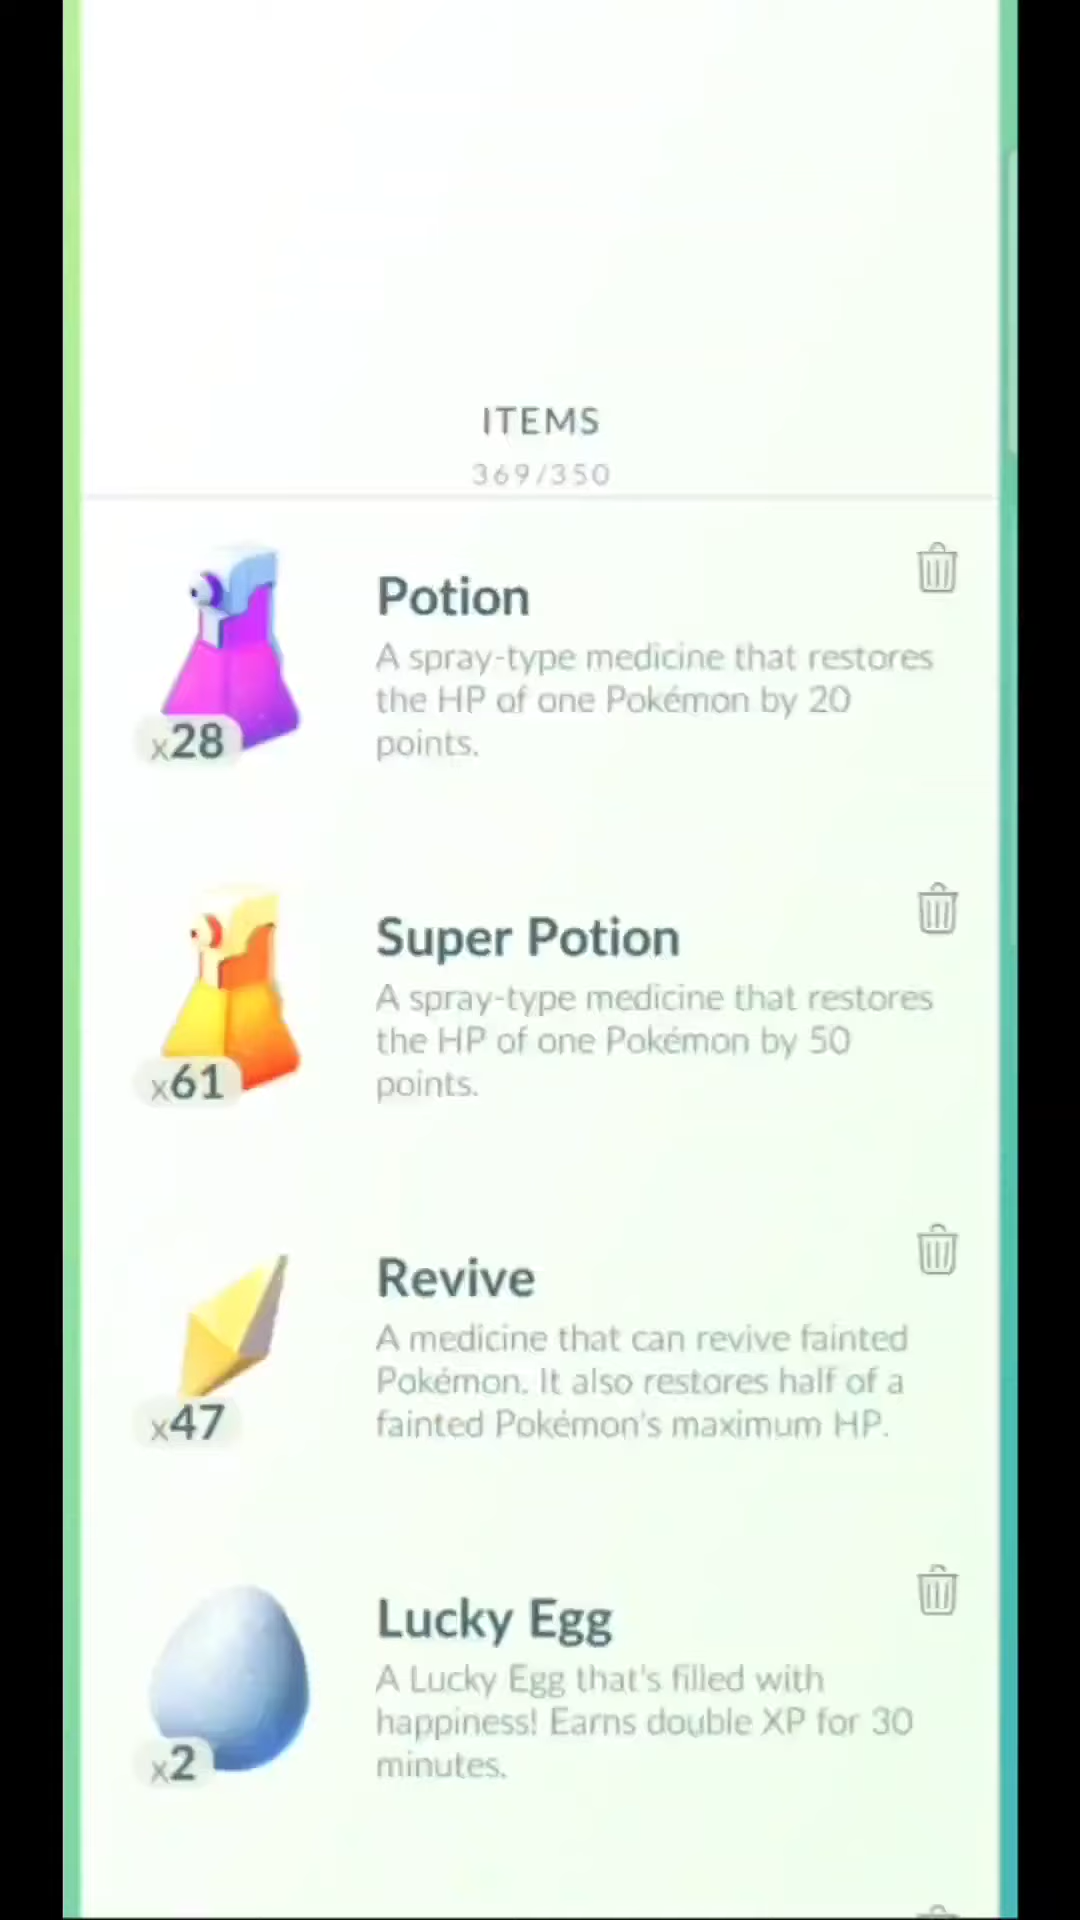 ITEMS
369/350
Potion
A spray-type medicine that restores
the HP of one Pokémon by 20
points.
x28
Super Potion
A spray-type medicine that restores
the HP of one Pokémon by 50
points.
x61
Revive
A medicine that can revive fainted
Pokémon. It also restores half of a
fainted Pokémon's maximum HP.
x47
Lucky Egg
A Lucky Egg that's filled with
happiness! Earns double XP for 30
minutes.
x2